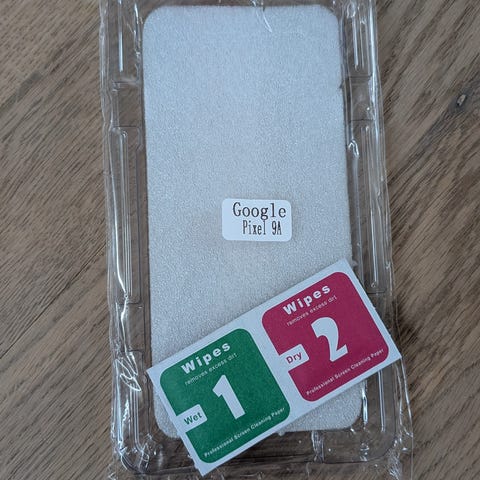 Google
Pixel 9A
Wipes
removes excess dirt
Wet
1
Professional Screen Cleaning Paper
Wipes
removes excess dirt
Dry
2
Professional Screen Cleaning Paper